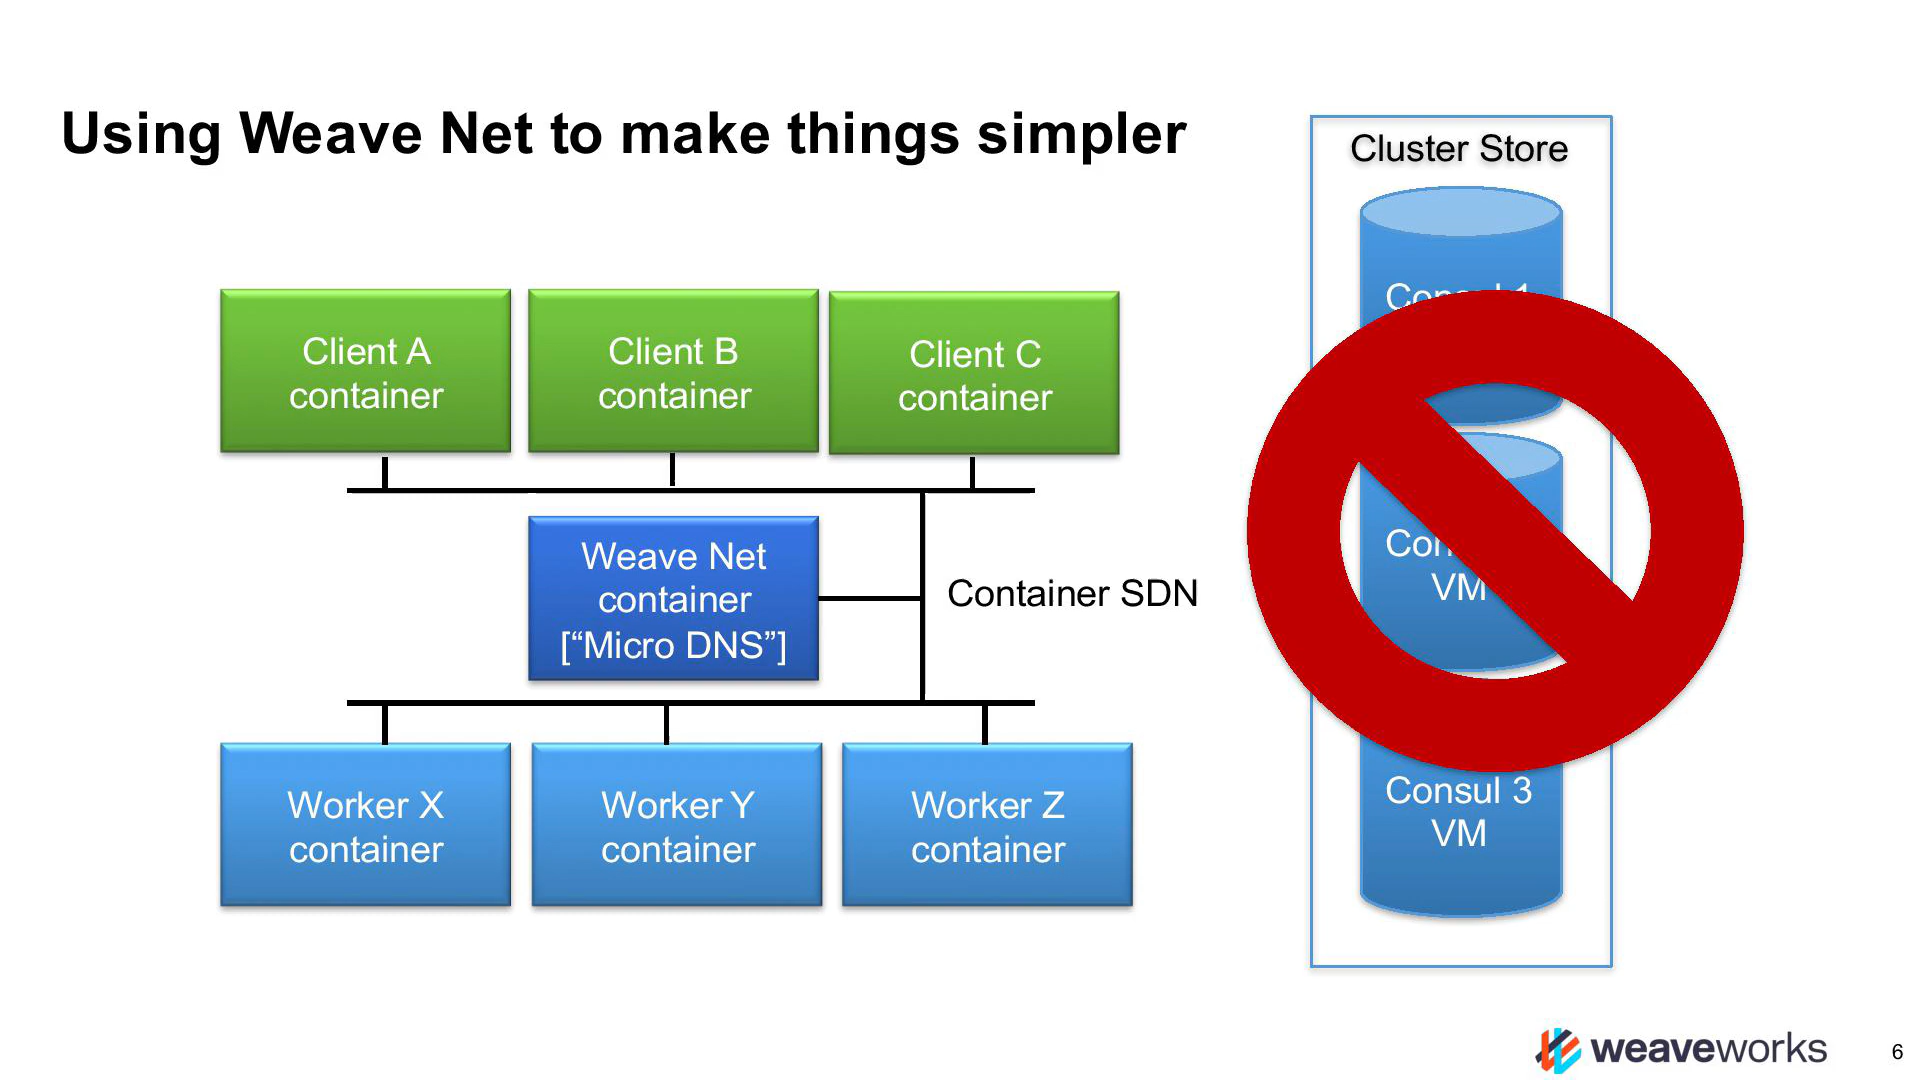 Using Weave Net to make things simpler
Cluster Store
Client A
container
Client B
container
Client C
container
Weave Net
container
[“Micro DNS”]
Container SDN
Worker X
container
Worker Y
container
Worker Z
container
VM
Consul 3
VM
weaveworks
6